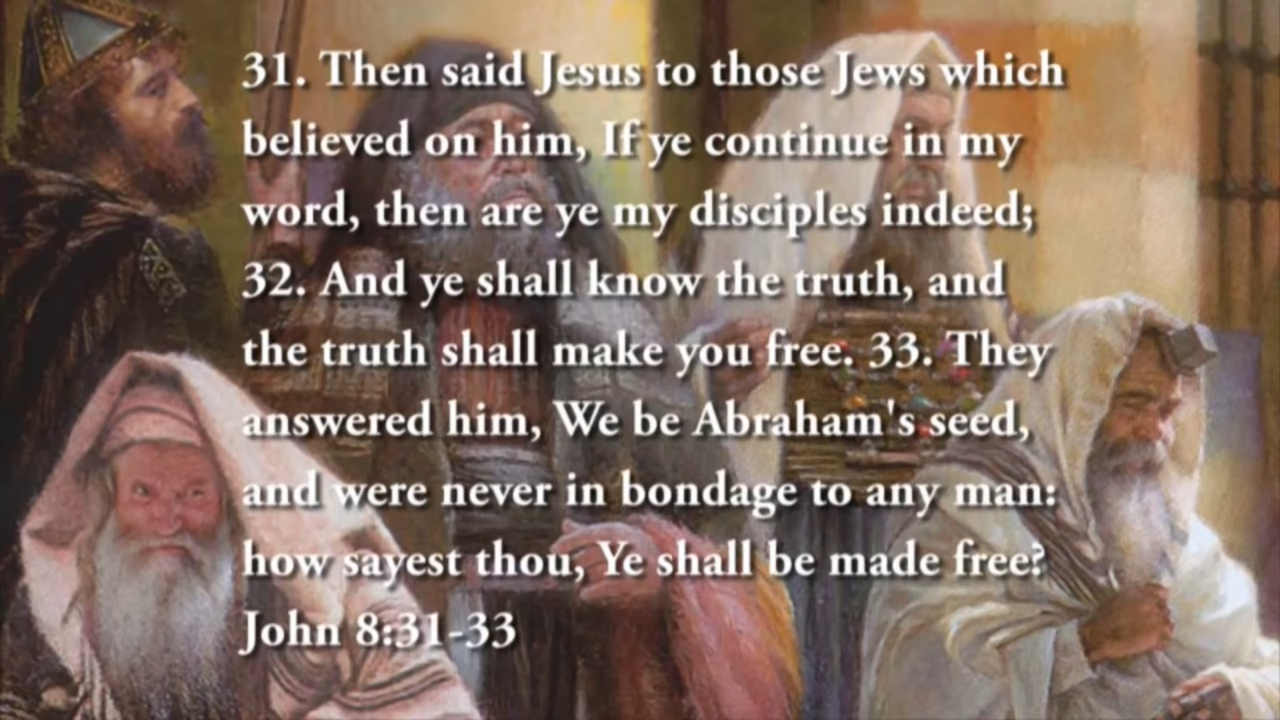 31. Then said Jesus to those Jews which
believed on him, If ye continue in my
word, then are ye my disciples indeed;
32. And ye shall know the truth, and
the truth shall make you free. 33. They
answered him, We be Abraham's seed,
and were never in bondage to any man:
how sayest thou, Ye shall be made free?
John 8:31-33